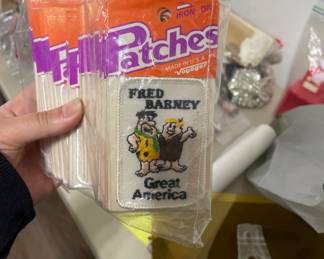 IRON ON
Patches
MADE IN U.S.A.
Voyager
FRED
BARNEY
Great
America